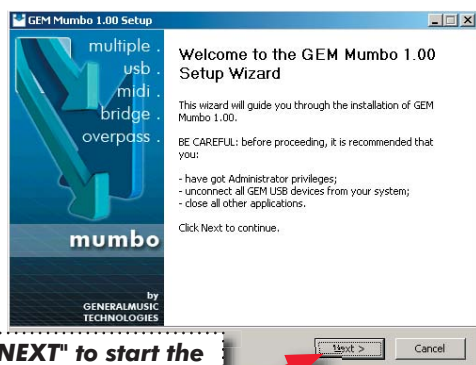 GEM Mumbo 1.00 Setup
multiple .
usb .
midi .
bridge .
overpass .
mumbo
by
GENERALMUSIC
TECHNOLOGIES
Welcome to the GEM Mumbo 1.00
Setup Wizard
This wizard will guide you through the installation of GEM
Mumbo 1.00.
BE CAREFUL: before proceeding, it is recommended that
you:
- have got Administrator privileges;
- unconnect all GEM USB devices from your system;
- close all other applications.
Click Next to continue.
NEXT" to start the
Next >
Cancel